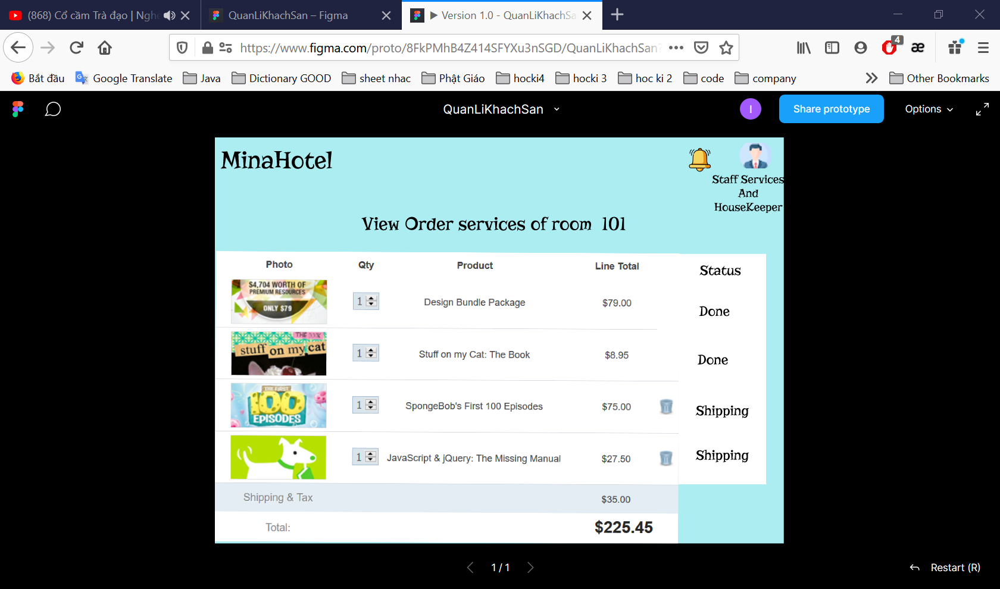 (868) Cổ cầm Trà đạo | Nghe
QuanLiKhachSan – Figma
Version 1.0 - QuanLiKhachSa
https://www.figma.com/proto/8FkPMhB4Z414SFYXu3nSGD/QuanLiKhachSan?
4
Bắt đầu
Google Translate
Java
Dictionary GOOD
sheet nhac
Phật Giáo
hocki4
hocki 3
hoc ki 2
code
company
Other Bookmarks
QuanLiKhachSan
I
Share prototype
Options
MinaHotel
Staff Services
And
HouseKeeper
View Order services of room 101
Photo Qty Product Line Total Status
$4,704 WORTH OF
PREMIUM RESOURCES
ONLY $79
1 Design Bundle Package $79.00 Done
THE BOOK
stuff on my cat
1 Stuff on my Cat: The Book $8.95 Done
THE FIRST
100
EPISODES
1 SpongeBob's First 100 Episodes $75.00 Shipping
1 JavaScript & jQuery: The Missing Manual $27.50 Shipping
Shipping & Tax $35.00
Total: $225.45
1 / 1
Restart (R)